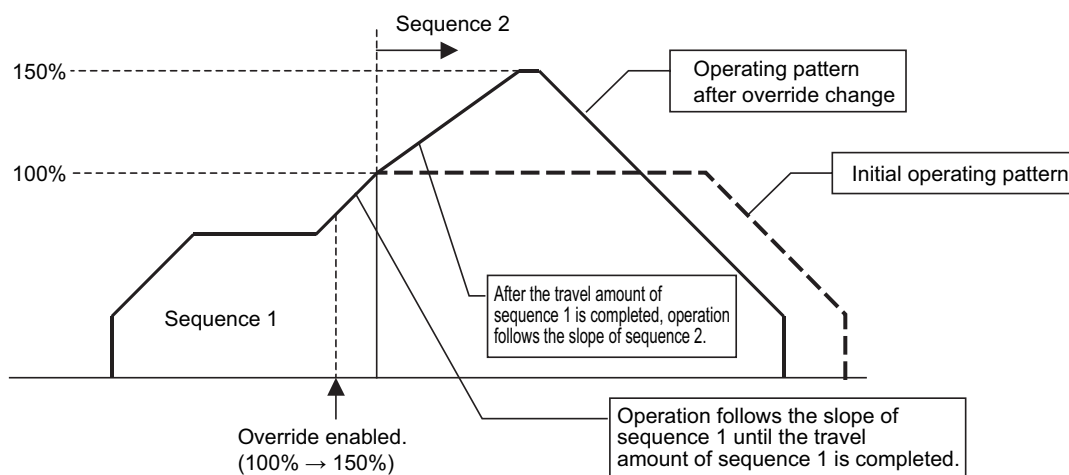 Sequence 2
150%
Operating pattern
after override change
100%
Initial operating pattern
After the travel amount of
sequence 1 is completed, operation
follows the slope of sequence 2.
Sequence 1
Override enabled.
(100% → 150%)
Operation follows the slope of
sequence 1 until the travel
amount of sequence 1 is completed.